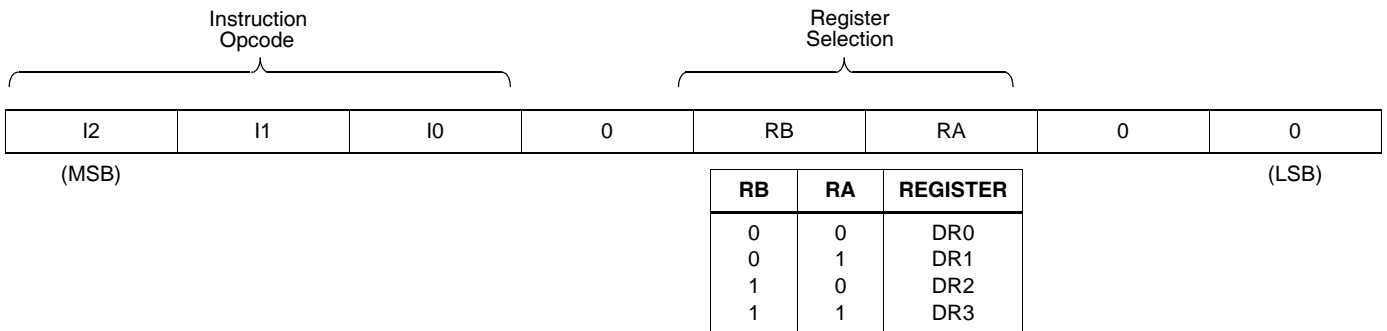 Instruction
Opcode
Register
Selection
I2 I1 I0 0 RB RA 0 0
(MSB) (LSB)
RB RA REGISTER
0 0 DR0
0 1 DR1
1 0 DR2
1 1 DR3